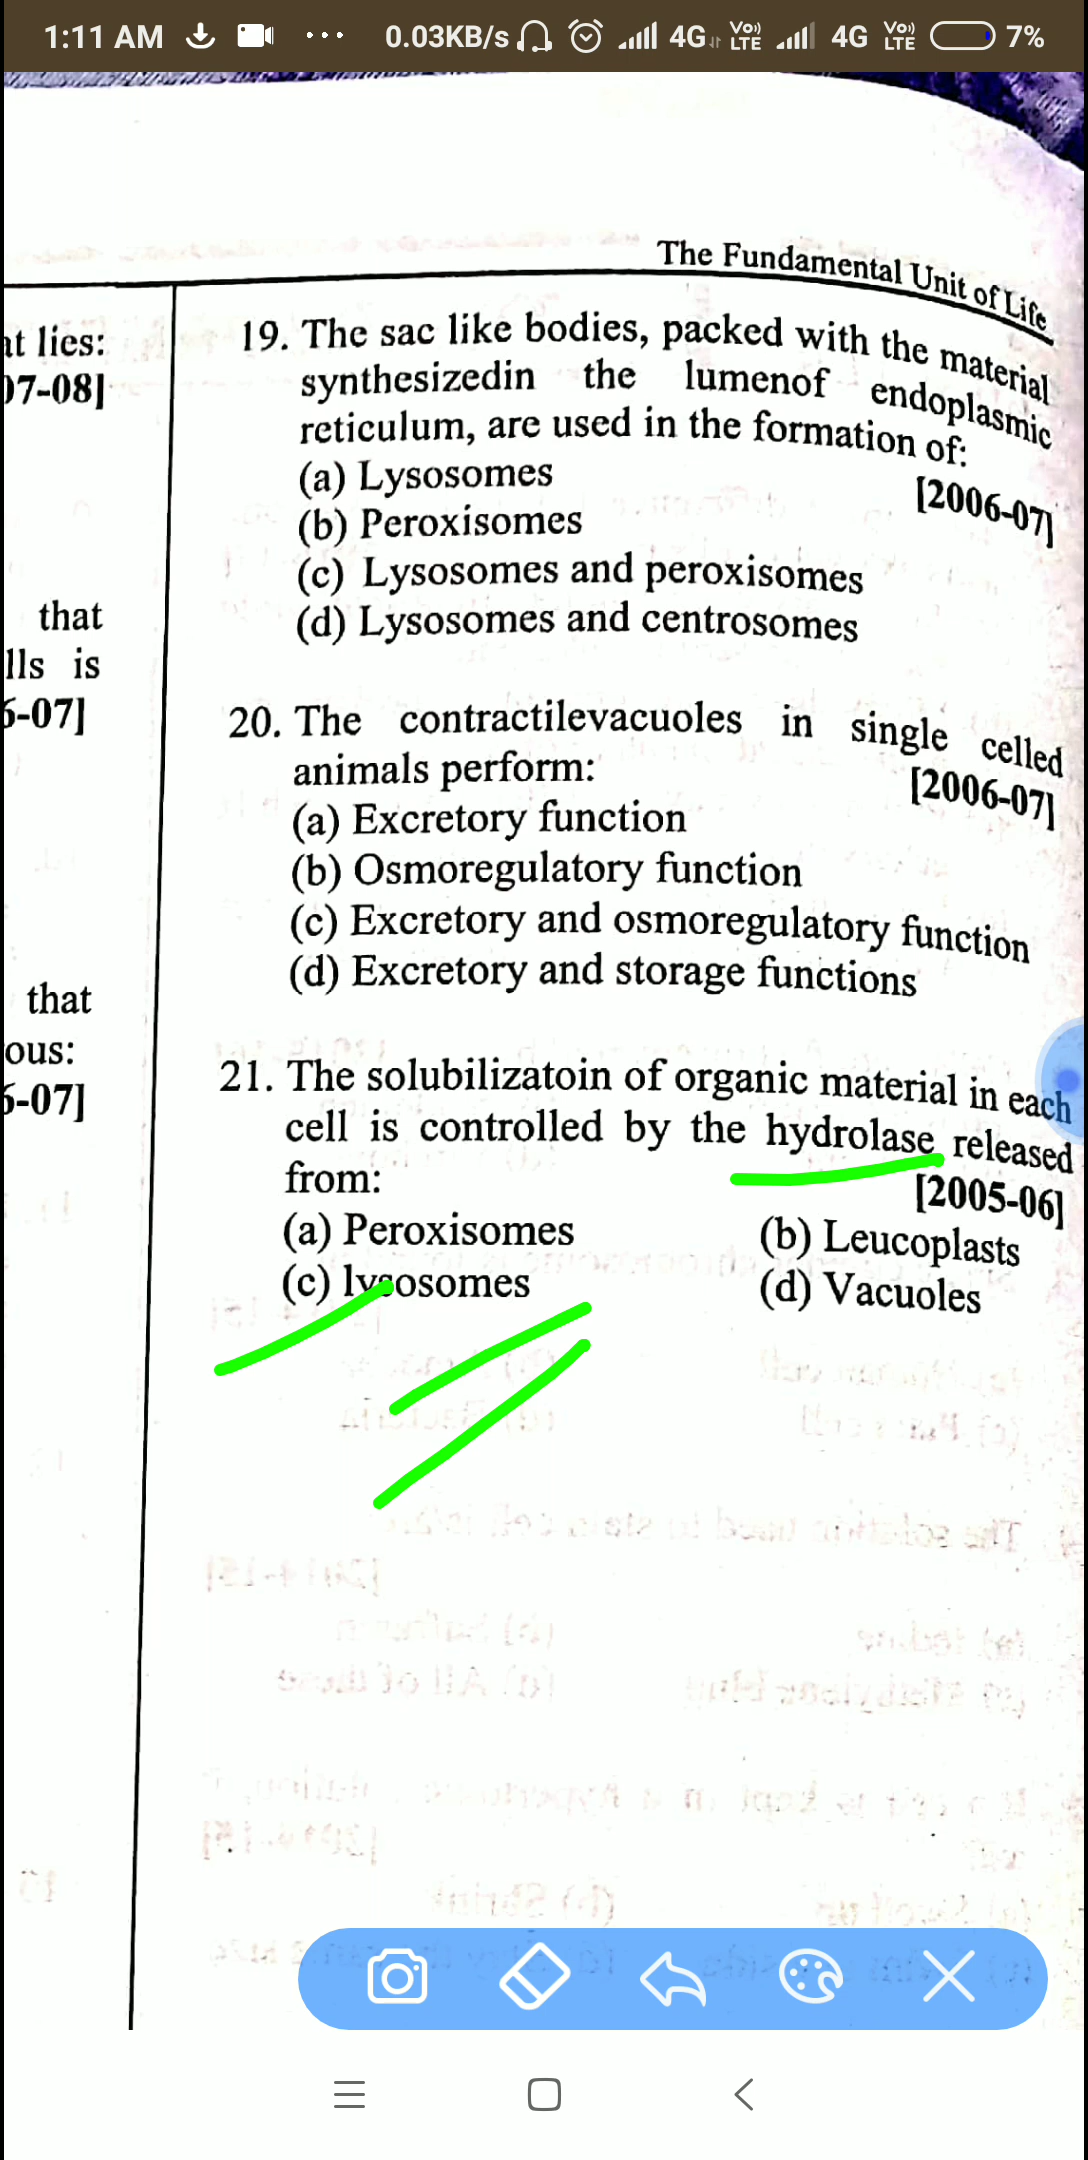 1:11 AM ... 0.03KB/s 4G Vo)) LTE 4G Vo)) LTE 7%
The Fundamental Unit of Life
at lies:
07-08]
that
lls is
6-07]
that
ous:
6-07]
19. The sac like bodies, packed with the material
synthesizedin the lumenof endoplasmic
reticulum, are used in the formation of:
[2006-07]
(a) Lysosomes
(b) Peroxisomes
(c) Lysosomes and peroxisomes
(d) Lysosomes and centrosomes
20. The contractilevacuoles in single celled
animals perform:
[2006-07]
(a) Excretory function
(b) Osmoregulatory function
(c) Excretory and osmoregulatory function
(d) Excretory and storage functions
21. The solubilizatoin of organic material in each
cell is controlled by the hydrolase released
from:
[2005-06]
(a) Peroxisomes (b) Leucoplasts
(c) lysosomes (d) Vacuoles